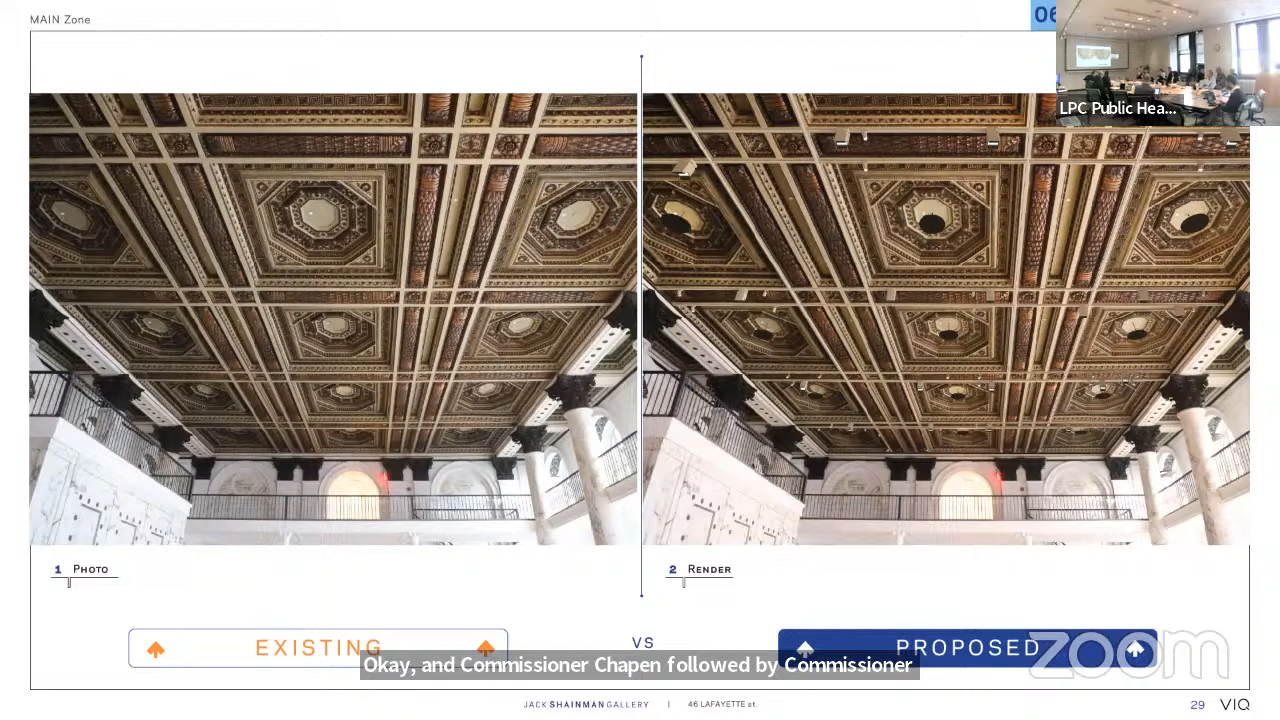 MAIN Zone
06
LPC Public Hea...
1 PHOTO
2 RENDER
EXISTING
VS
PROPOSED
zoom
Okay, and Commissioner Chapen followed by Commissioner
JACK SHAINMAN GALLERY | 46 LAFAYETTE st.
29 VIQ